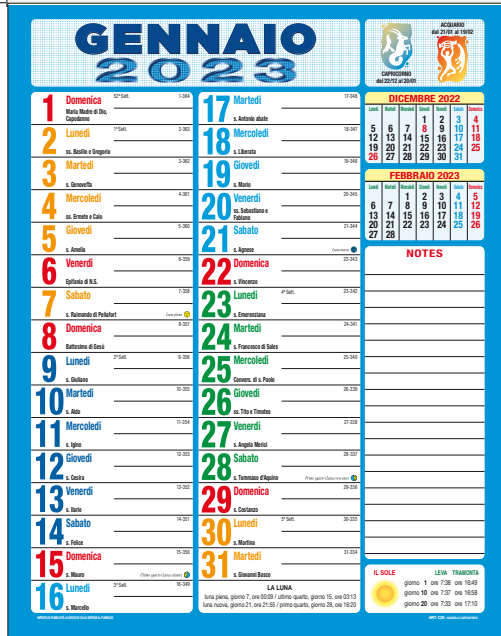 GENNAIO
2023
ACQUARIO
dal 21/01 al 19/02
CAPRICORNO
dal 22/12 al 20/01
1 Domenica 52ª Sett. 1-364
Maria Madre di Dio,
Capodanno
2 Lunedì 1ª Sett. 2-363
ss. Basilio e Gregorio
3 Martedì 3-362
s. Genoveffa
4 Mercoledì 4-361
ss. Ermete e Caio
5 Giovedì 5-360
s. Amelia
6 Venerdì 6-359
Epifania di N.S.
7 Sabato 7-358
s. Raimondo di Peñafort Luna piena
8 Domenica 8-357
Battesimo di Gesù
9 Lunedì 2ª Sett. 9-356
s. Giuliano
10 Martedì 10-355
s. Aldo
11 Mercoledì 11-354
s. Igino
12 Giovedì 12-353
s. Cesira
13 Venerdì 13-352
s. Ilario
14 Sabato 14-351
s. Felice
15 Domenica 15-350
s. Mauro
16 Lunedì 3ª Sett. 16-349
s. Marcello
17 Martedì 17-348
s. Antonio abate
18 Mercoledì 18-347
s. Liberata
19 Giovedì 19-346
s. Mario
20 Venerdì 20-345
ss. Sebastiano e
Fabiano
21 Sabato 21-344
s. Agnese Luna nuova
22 Domenica 22-343
s. Vincenzo
23 Lunedì 4ª Sett. 23-342
s. Emerenziana
24 Martedì 24-341
s. Francesco di Sales
25 Mercoledì 25-340
Convers. di s. Paolo
26 Giovedì 26-339
ss. Tito e Timoteo
27 Venerdì 27-338
s. Angela Merici
28 Sabato 28-337
s. Tommaso d'Aquino Primo quarto (Luna crescente)
29 Domenica 29-336
s. Costanzo
30 Lunedì 5ª Sett. 30-335
s. Martina
31 Martedì 31-334
s. Giovanni Bosco
LA LUNA
luna piena, giorno 7, ore 00:09 / ultimo quarto, giorno 15, ore 03:13
luna nuova, giorno 21, ore 21:55 / primo quarto, giorno 28, ore 16:20
DICEMBRE 2022
Lunedì Martedì Mercoledì Giovedì Venerdì Sabato Domenica
1 2 3 4
5 6 7 8 9 10 11
12 13 14 15 16 17 18
19 20 21 22 23 24 25
26 27 28 29 30 31
FEBBRAIO 2023
Lunedì Martedì Mercoledì Giovedì Venerdì Sabato Domenica
1 2 3 4 5
6 7 8 9 10 11 12
13 14 15 16 17 18 19
20 21 22 23 24 25 26
27 28
NOTES
IL SOLE LEVA TRAMONTA
giorno 1 ore 7:38 ore 16:49
giorno 10 ore 7:37 ore 16:58
giorno 20 ore 7:33 ore 17:10